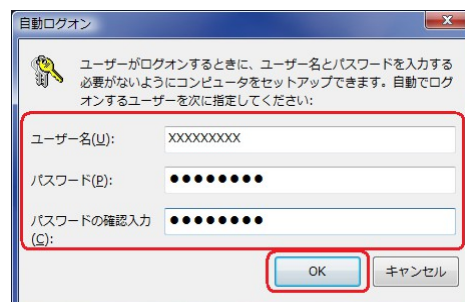 自動ログオン
ユーザーがログオンするときに、ユーザー名とパスワードを入力する
必要がないようにコンピュータをセットアップできます。自動でログ
オンするユーザーを次に指定してください:
ユーザー名(U): XXXXXXXXX
パスワード(P): ●●●●●●●●
パスワードの確認入力 ●●●●●●●●
(C):
OK キャンセル